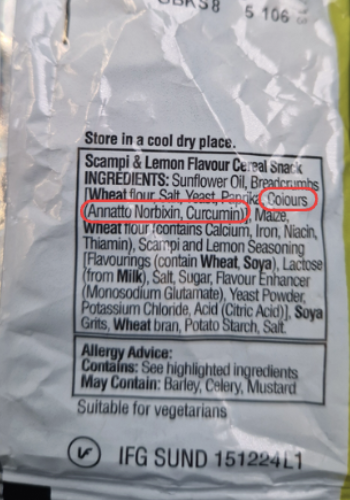 5 106
Store in a cool dry place.
Scampi & Lemon Flavour Cereal Snack
INGREDIENTS: Sunflower Oil, Breadcrumbs
[Wheat flour, Salt, Yeast, Paprika, Colours
(Annatto Norbixin, Curcumin)], Maize,
Wheat flour (contains Calcium, Iron, Niacin,
Thiamin), Scampi and Lemon Seasoning
[Flavourings (contain Wheat, Soya), Lactose
(from Milk), Salt, Sugar, Flavour Enhancer
(Monosodium Glutamate), Yeast Powder,
Potassium Chloride, Acid (Citric Acid)], Soya
Grits, Wheat bran, Potato Starch, Salt.
Allergy Advice:
Contains: See highlighted ingredients
May Contain: Barley, Celery, Mustard
Suitable for vegetarians
IFG SUND 151224L1